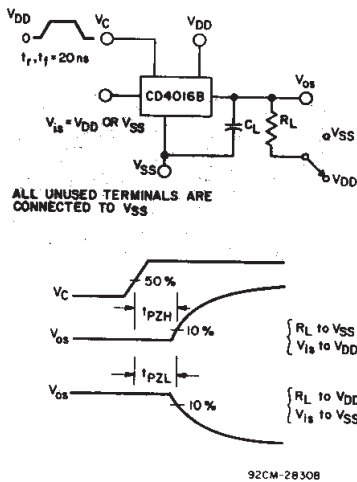 VDD
0
tr, tf = 20 ns
VC
VDD
CD4016B
Vis = VDD OR VSS
VSS
CL
RL
Vos
VSS
VDD
ALL UNUSED TERMINALS ARE
CONNECTED TO VSS
VC
50 %
tPZH
Vos
10 %
RL to VSS
Vis to VDD
tPZL
Vos
10 %
RL to VDD
Vis to VSS
92CM-28308